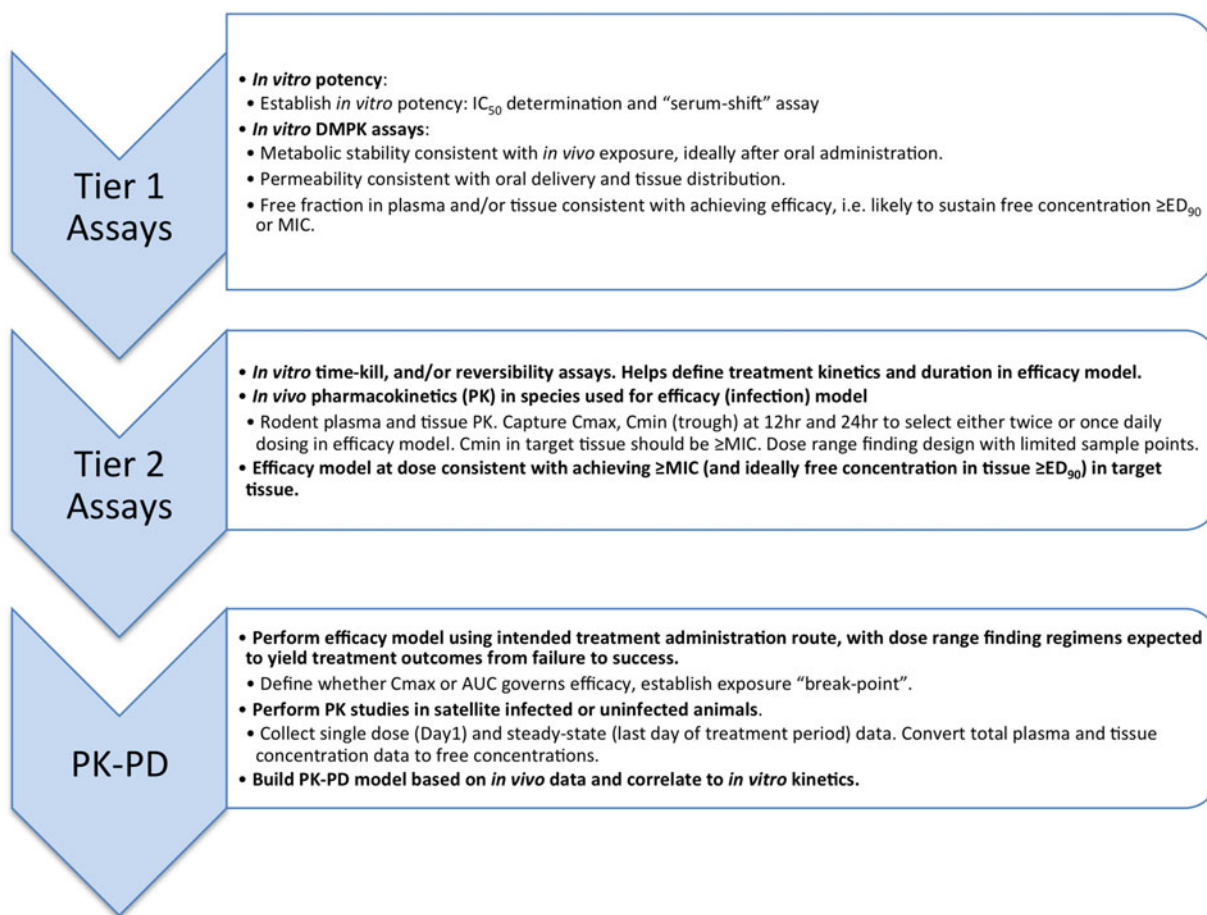 Tier 1
Assays
• In vitro potency:
• Establish in vitro potency: IC50 determination and “serum-shift” assay
• In vitro DMPK assays:
• Metabolic stability consistent with in vivo exposure, ideally after oral administration.
• Permeability consistent with oral delivery and tissue distribution.
• Free fraction in plasma and/or tissue consistent with achieving efficacy, i.e. likely to sustain free concentration ≥ED90
or MIC.
Tier 2
Assays
• In vitro time-kill, and/or reversibility assays. Helps define treatment kinetics and duration in efficacy model.
• In vivo pharmacokinetics (PK) in species used for efficacy (infection) model
• Rodent plasma and tissue PK. Capture Cmax, Cmin (trough) at 12hr and 24hr to select either twice or once daily
dosing in efficacy model. Cmin in target tissue should be ≥MIC. Dose range finding design with limited sample points.
• Efficacy model at dose consistent with achieving ≥MIC (and ideally free concentration in tissue ≥ED90) in target
tissue.
PK-PD
• Perform efficacy model using intended treatment administration route, with dose range finding regimens expected
to yield treatment outcomes from failure to success.
• Define whether Cmax or AUC governs efficacy, establish exposure “break-point”.
• Perform PK studies in satellite infected or uninfected animals.
• Collect single dose (Day1) and steady-state (last day of treatment period) data. Convert total plasma and tissue
concentration data to free concentrations.
• Build PK-PD model based on in vivo data and correlate to in vitro kinetics.